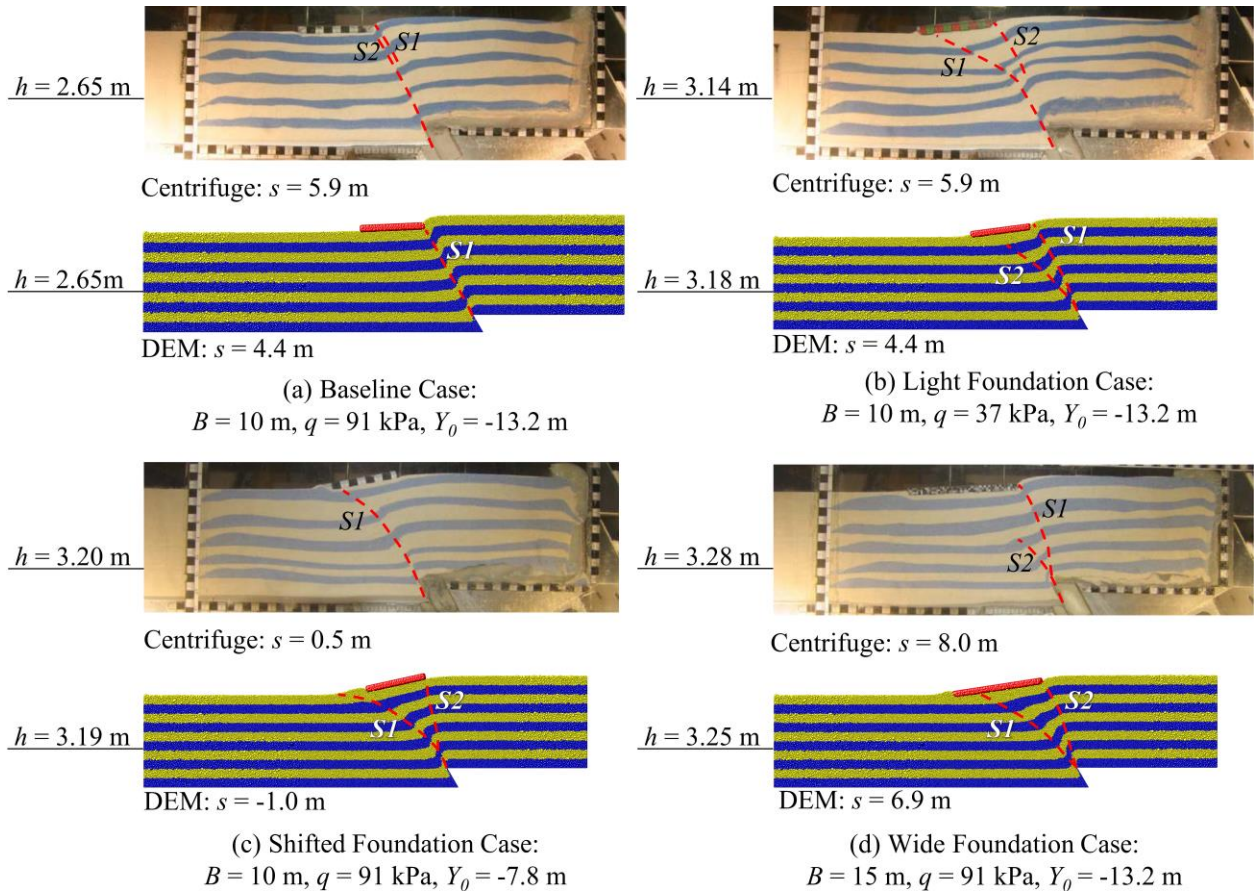 S1
S2
h = 2.65 m
Centrifuge: s = 5.9 m
S1
h = 2.65m
DEM: s = 4.4 m
(a) Baseline Case:
B = 10 m, q = 91 kPa, Y0 = -13.2 m
S2
S1
h = 3.14 m
Centrifuge: s = 5.9 m
S1
S2
h = 3.18 m
DEM: s = 4.4 m
(b) Light Foundation Case:
B = 10 m, q = 37 kPa, Y0 = -13.2 m
S1
h = 3.20 m
Centrifuge: s = 0.5 m
S1
S2
h = 3.19 m
DEM: s = -1.0 m
(c) Shifted Foundation Case:
B = 10 m, q = 91 kPa, Y0 = -7.8 m
S1
S2
h = 3.28 m
Centrifuge: s = 8.0 m
S2
S1
h = 3.25 m
DEM: s = 6.9 m
(d) Wide Foundation Case:
B = 15 m, q = 91 kPa, Y0 = -13.2 m